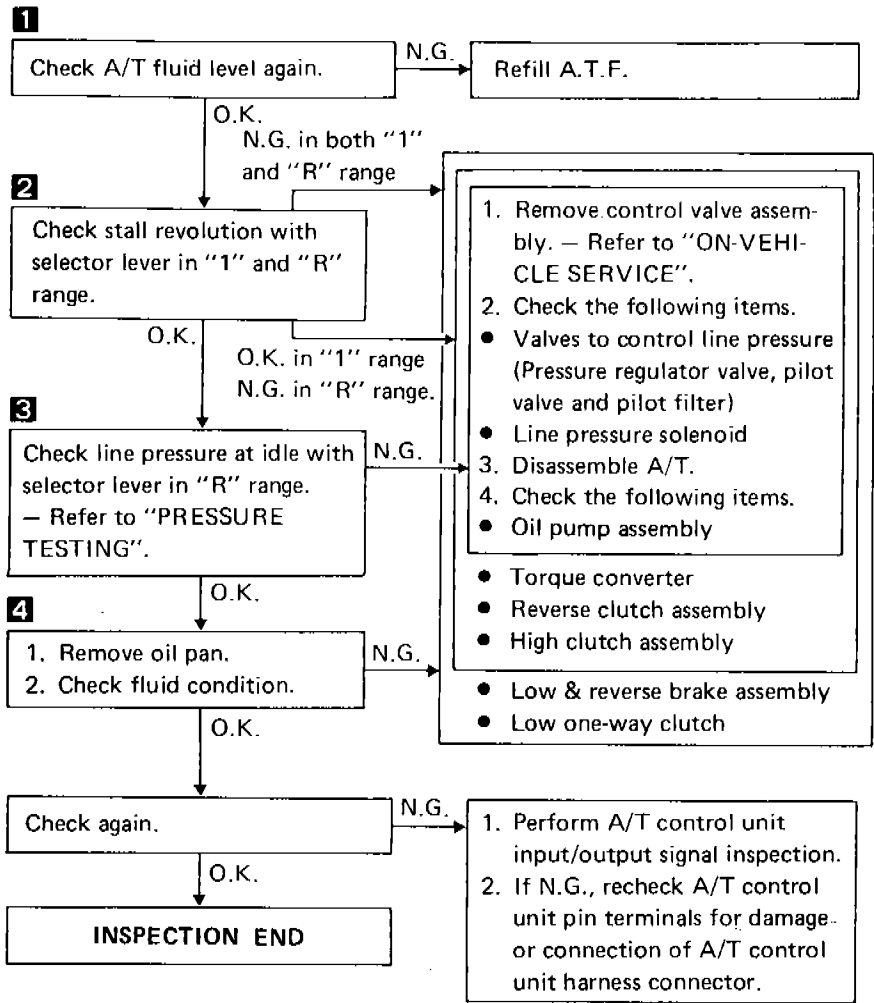 1
Check A/T fluid level again.
N.G.
Refill A.T.F.
O.K.
N.G. in both "1"
and "R" range
2
Check stall revolution with
selector lever in "1" and "R"
range.
O.K.
O.K. in "1" range
N.G. in "R" range.
3
Check line pressure at idle with
selector lever in "R" range.
— Refer to "PRESSURE
TESTING".
N.G.
O.K.
4
1. Remove oil pan.
2. Check fluid condition.
N.G.
O.K.
1. Remove control valve assem-
bly. — Refer to "ON-VEHI-
CLE SERVICE".
2. Check the following items.
● Valves to control line pressure
(Pressure regulator valve, pilot
valve and pilot filter)
● Line pressure solenoid
3. Disassemble A/T.
4. Check the following items.
● Oil pump assembly
● Torque converter
● Reverse clutch assembly
● High clutch assembly
● Low & reverse brake assembly
● Low one-way clutch
Check again.
N.G.
O.K.
INSPECTION END
1. Perform A/T control unit
input/output signal inspection.
2. If N.G., recheck A/T control
unit pin terminals for damage
or connection of A/T control
unit harness connector.